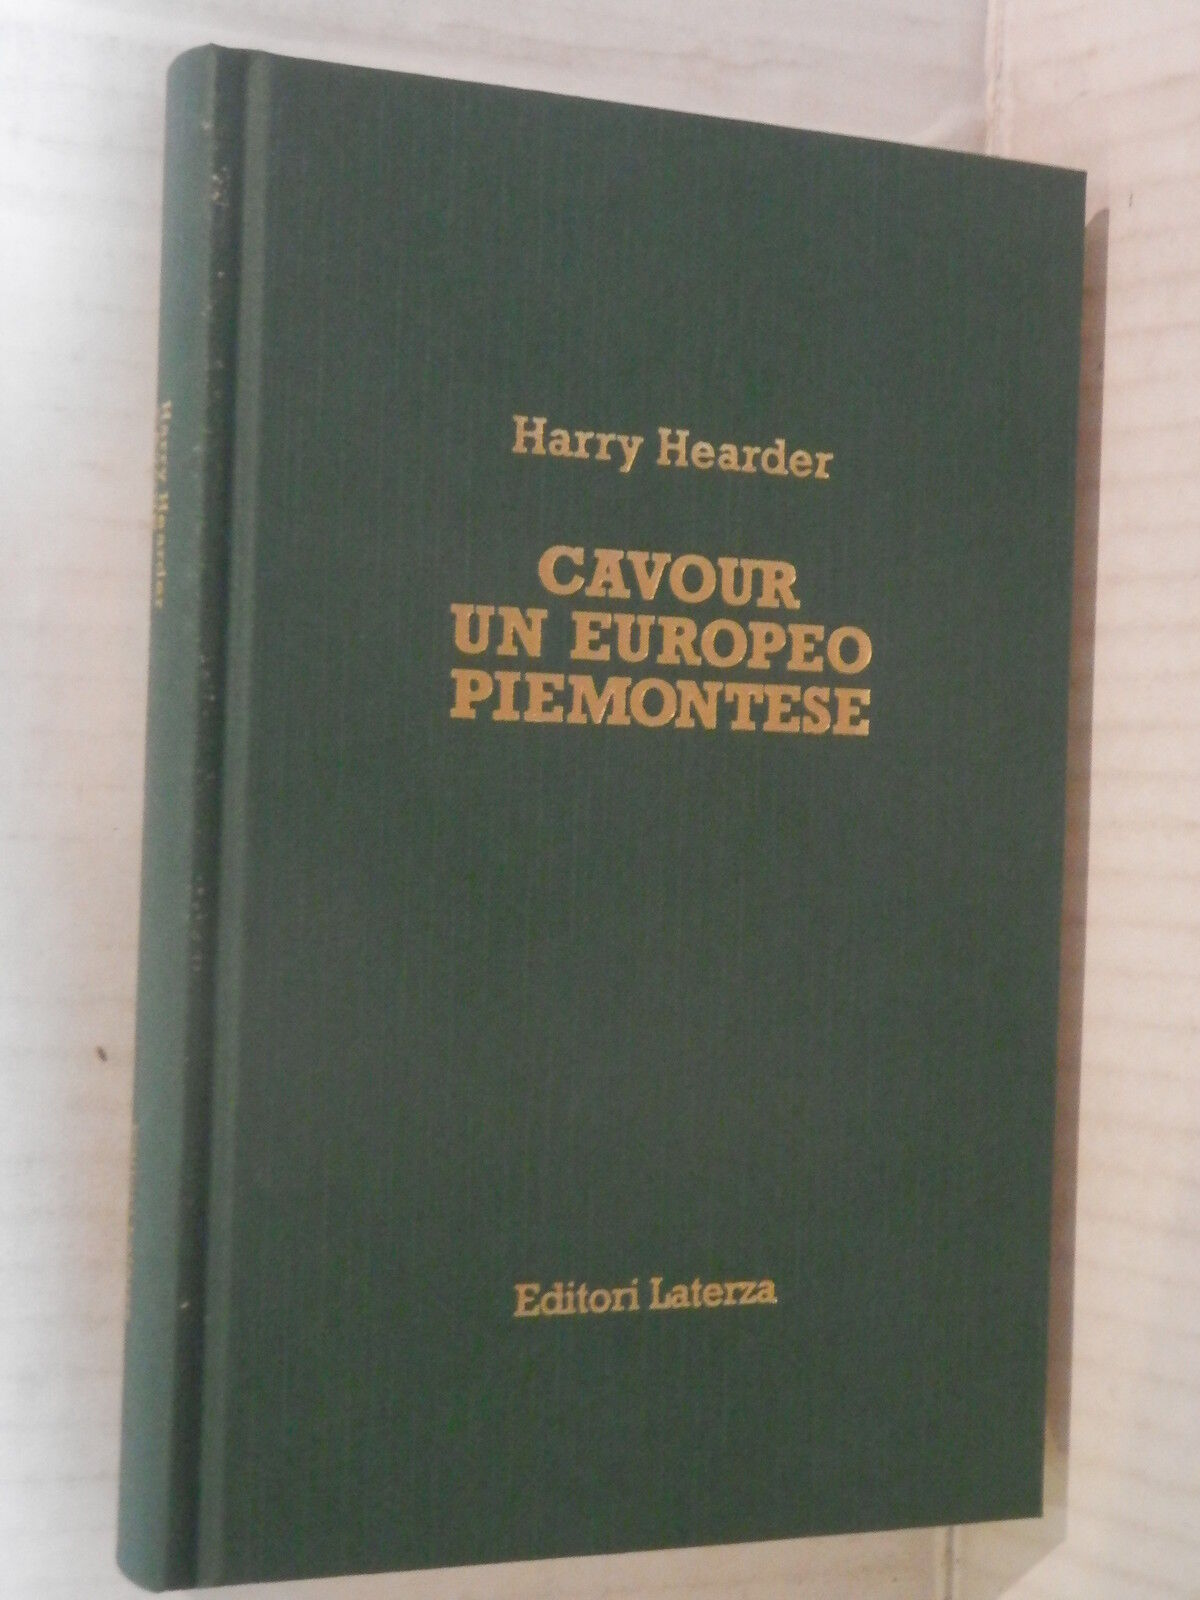 Harry Hearder
CAVOUR
UN EUROPEO
PIEMONTESE
Editori Laterza
Harry Hearder